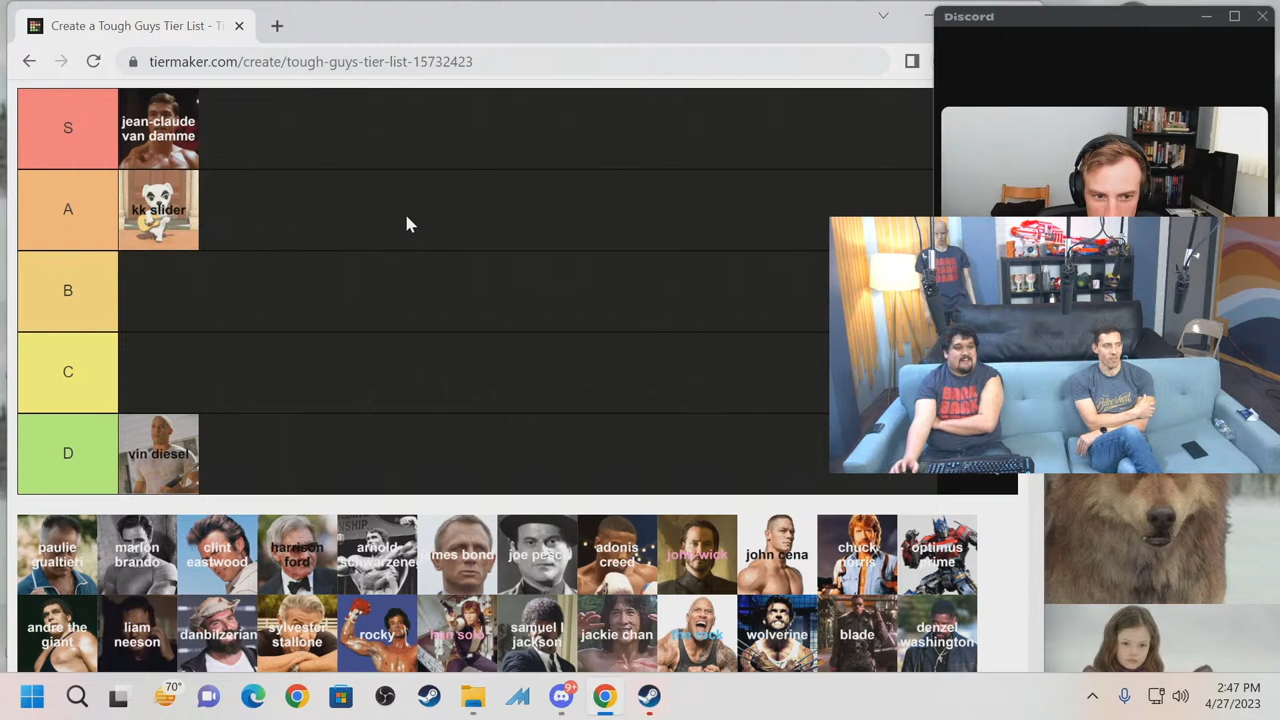 Create a Tough Guys Tier List - Ti
Discord
tiermaker.com/create/tough-guys-tier-list-15732423
S
jean-claude
van damme
A
kk slider
B
C
D
vin diesel
paulie
gualtieri
marlon
brando
clint
eastwood
harrison
ford
arnold
schwarzene
james bond
joe pesci
adonis
creed
john wick
john cena
chuck
norris
optimus
prime
andre the
giant
liam
neeson
danbilzerian
sylvester
stallone
rocky
han solo
samuel l
jackson
jackie chan
the rock
wolverine
blade
denzel
washington
70°
9+
2:47 PM
4/27/2023